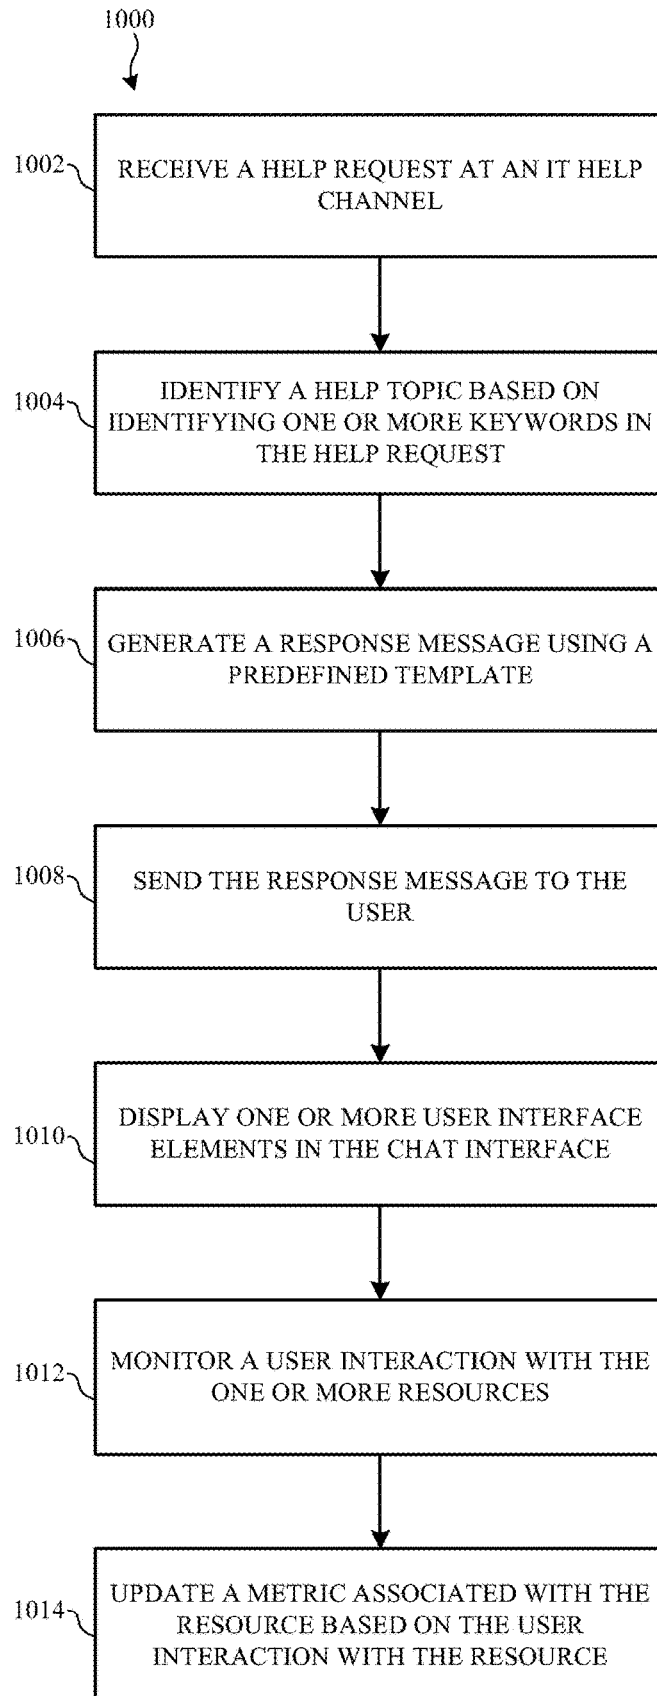 1000
1002
RECEIVE A HELP REQUEST AT AN IT HELP
CHANNEL
1004
IDENTIFY A HELP TOPIC BASED ON
IDENTIFYING ONE OR MORE KEYWORDS IN
THE HELP REQUEST
1006
GENERATE A RESPONSE MESSAGE USING A
PREDEFINED TEMPLATE
1008
SEND THE RESPONSE MESSAGE TO THE
USER
1010
DISPLAY ONE OR MORE USER INTERFACE
ELEMENTS IN THE CHAT INTERFACE
1012
MONITOR A USER INTERACTION WITH THE
ONE OR MORE RESOURCES
1014
UPDATE A METRIC ASSOCIATED WITH THE
RESOURCE BASED ON THE USER
INTERACTION WITH THE RESOURCE